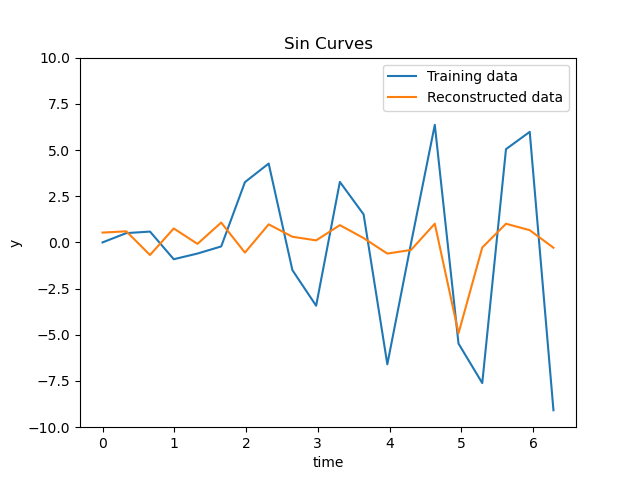 Sin Curves
10.0
7.5
5.0
2.5
0.0
−2.5
−5.0
−7.5
−10.0
y
Training data
Reconstructed data
0 1 2 3 4 5 6
time